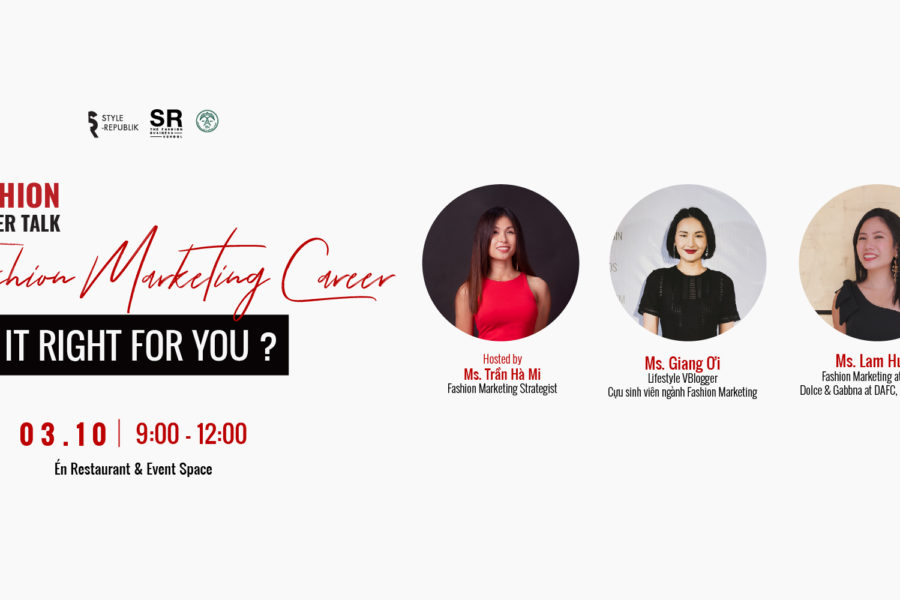 STYLE
-REPUBLIK
SR
THE FASHION
BUSINESS
SCHOOL
HION
ER TALK
shion Marketing Career
IT RIGHT FOR YOU ?
03.10 | 9:00 - 12:00
Én Restaurant & Event Space
Hosted by
Ms. Trần Hà Mi
Fashion Marketing Strategist
Ms. Giang Ơi
Lifestyle VBlogger
Cựu sinh viên ngành Fashion Marketing
Ms. Lam Hu
Fashion Marketing at
Dolce & Gabbna at DAFC,